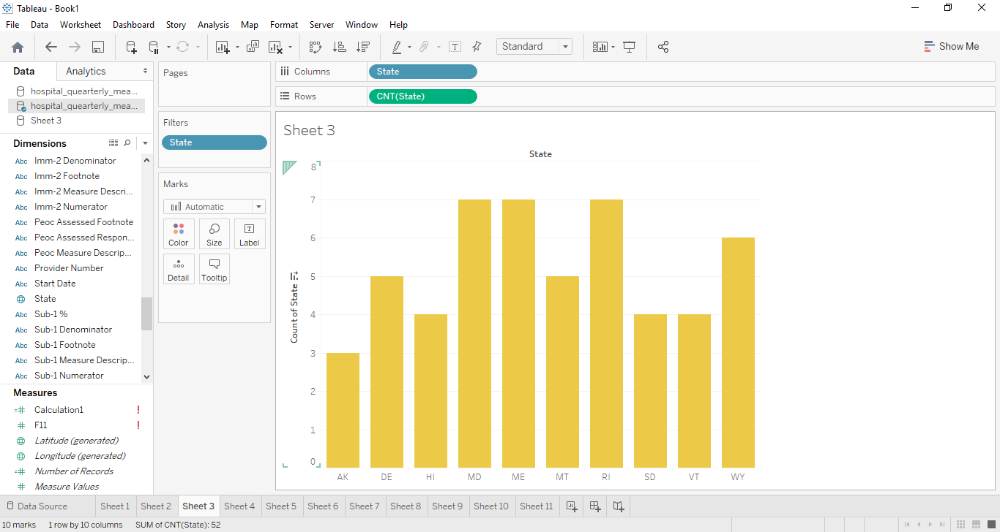 Tableau - Book1
File Data Worksheet Dashboard Story Analysis Map Format Server Window Help
Standard
Show Me
Data Analytics
hospital_quearterly_mea...
hospital_quearterly_mea...
Sheet 3
Dimensions
Abc Imm-2 Denominator
Abc Imm-2 Footnote
Abc Imm-2 Measure Descri...
Abc Imm-2 Numerator
Abc Peoc Assessed Footnote
Abc Peoc Assessed Respon...
Abc Peoc Measure Descrip...
Abc Provider Number
Abc Start Date
State
Abc Sub-1 %
Abc Sub-1 Denominator
Abc Sub-1 Footnote
Abc Sub-1 Measure Descrip...
Abc Sub-1 Numerator
Measures
=# Calculation1 !
# F11 !
Latitude (generated)
Longitude (generated)
=# Number of Records
# Measure Values
Pages
Filters
State
Marks
Automatic
Color Size T Label
Detail Tooltip
Columns State
Rows CNT(State)
Sheet 3
State
Count of State
8
7
6
5
4
3
2
1
0
AK DE HI MD ME MT RI SD VT WY
Data Source Sheet 1 Sheet 2 Sheet 3 Sheet 4 Sheet 5 Sheet 6 Sheet 7 Sheet 8 Sheet 9 Sheet 10 Sheet 11
10 marks 1 row by 10 columns SUM of CNT(State): 52